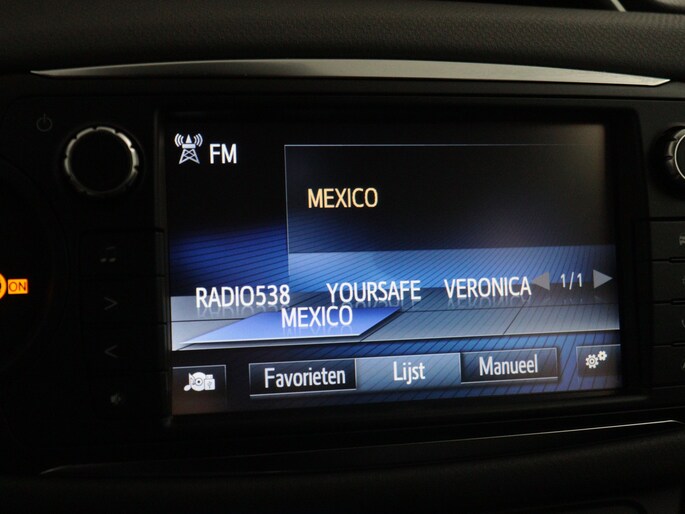 FM
MEXICO
RADIO538 YOURSAFE VERONICA 1/1
MEXICO
Favorieten Lijst Manueel
ON